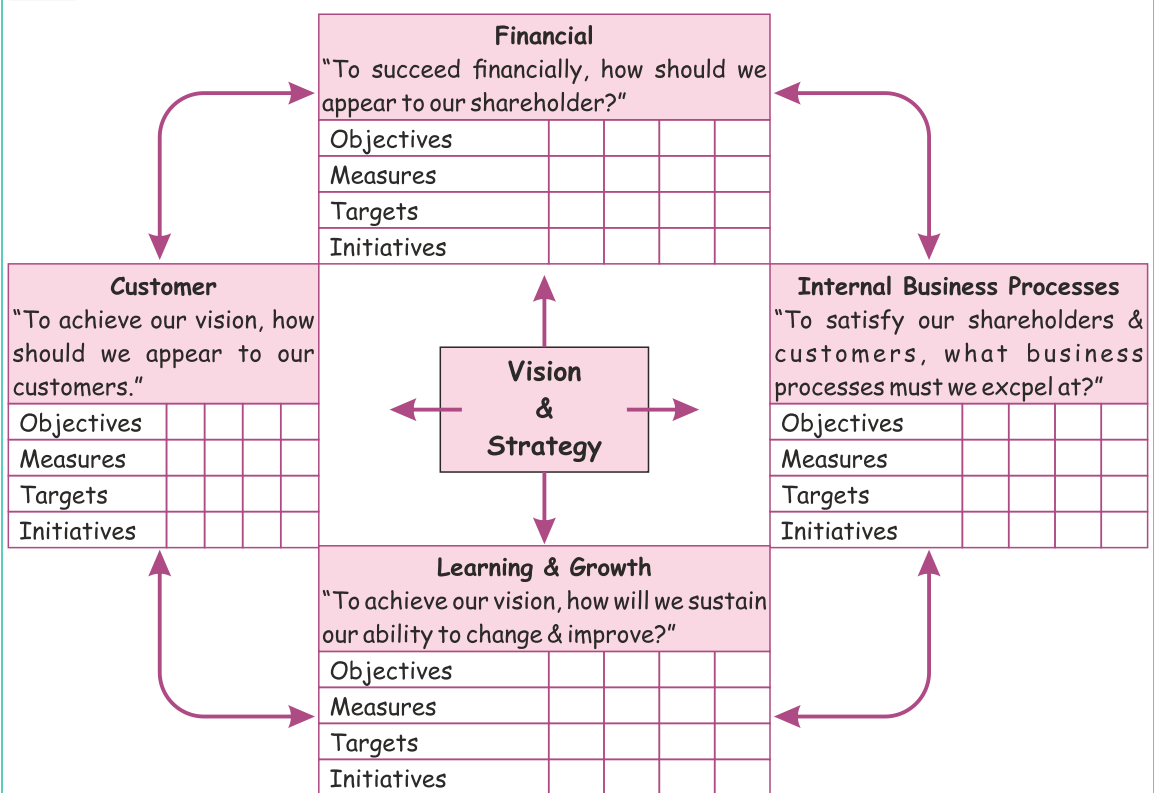 Financial
“To succeed financially, how should we
appear to our shareholder?”
Objectives
Measures
Targets
Initiatives
Customer
“To achieve our vision, how
should we appear to our
customers.”
Objectives
Measures
Targets
Initiatives
Vision
&
Strategy
Internal Business Processes
“To satisfy our shareholders &
customers, what business
processes must we excpel at?”
Objectives
Measures
Targets
Initiatives
Learning & Growth
“To achieve our vision, how will we sustain
our ability to change & improve?”
Objectives
Measures
Targets
Initiatives